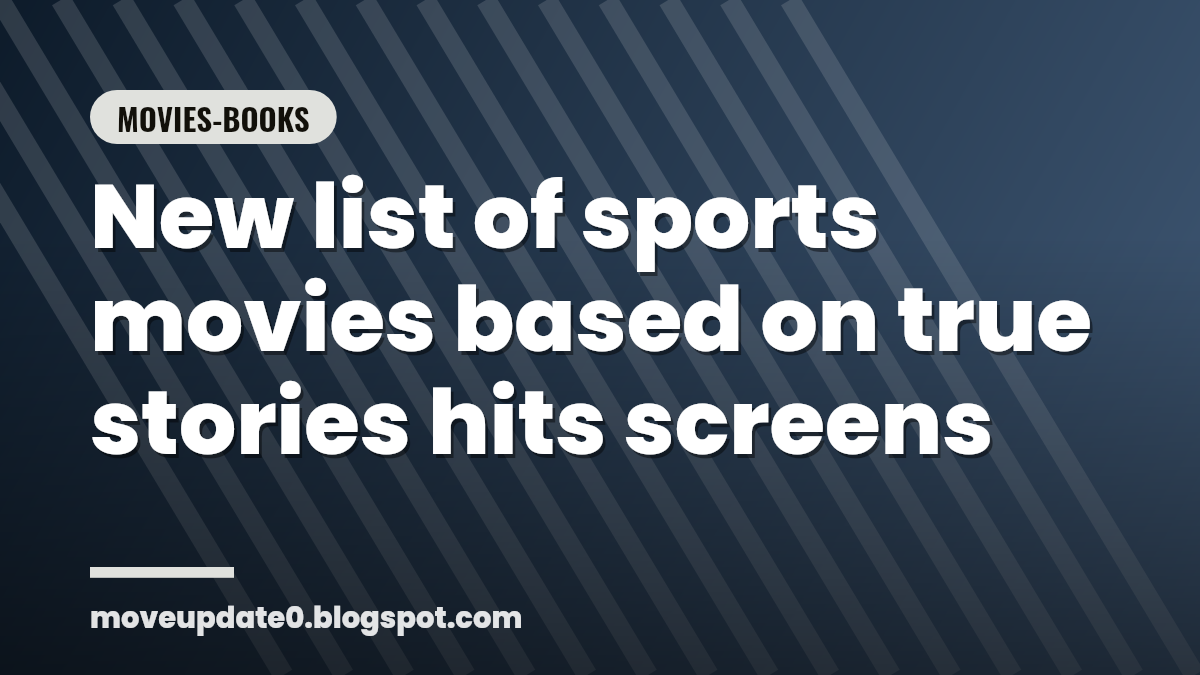 MOVIES-BOOKS
New list of sports
movies based on true
stories hits screens
moveupdate0.blogspot.com